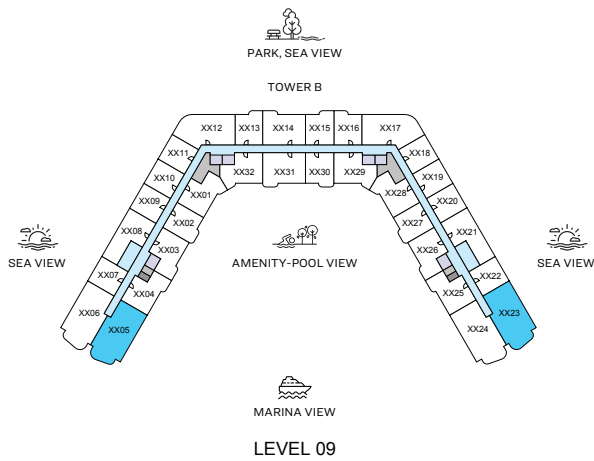 PARK, SEA VIEW
TOWER B
XX12
XX13
XX14
XX15
XX16
XX17
XX11
XX18
XX32
XX31
XX30
XX29
XX10
XX19
XX01
XX28
XX09
XX20
XX02
XX27
XX08
XX21
XX03
XX26
SEA VIEW
AMENITY-POOL VIEW
SEA VIEW
XX07
XX22
XX04
XX25
XX06
XX23
XX05
XX24
MARINA VIEW
LEVEL 09